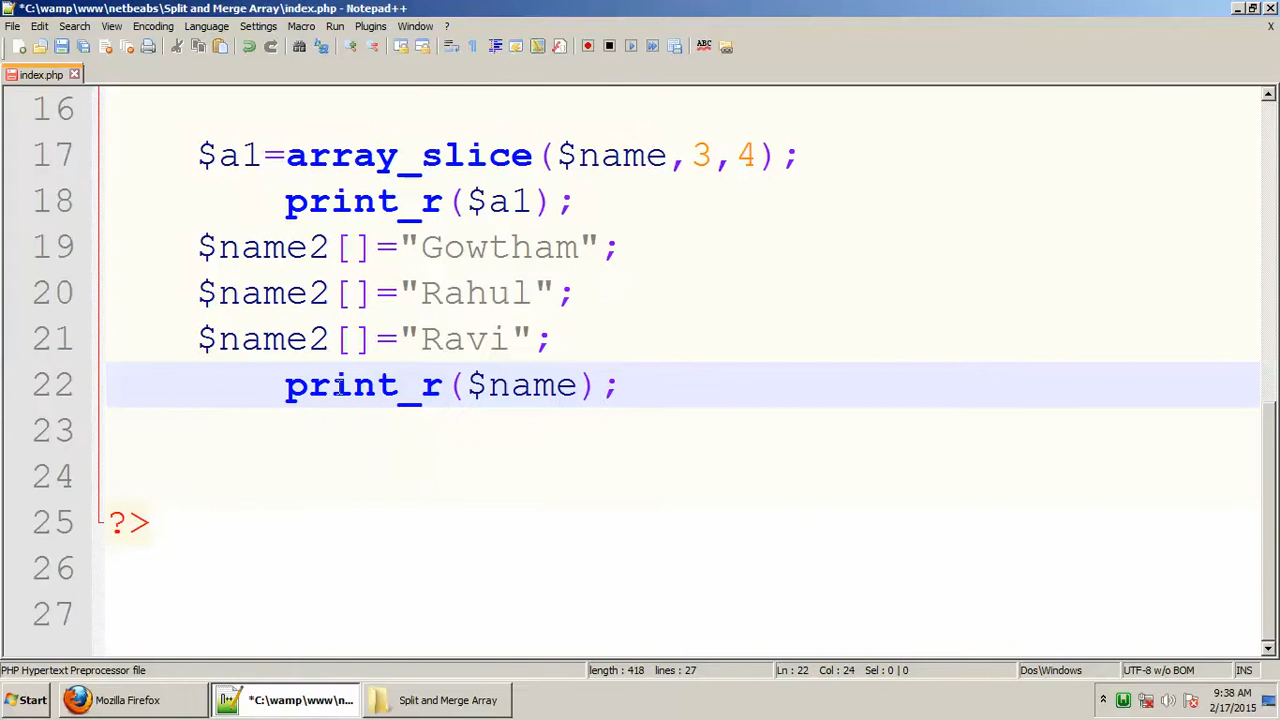 *C:\wamp\www\netbeabs\Split and Merge Array\index.php - Notepad++
File Edit Search View Encoding Language Settings Macro Run Plugins Window ? X
index.php
16
17 $a1=array_slice($name,3,4);
18 print_r($a1);
19 $name2[]="Gowtham";
20 $name2[]="Rahul";
21 $name2[]="Ravi";
22 print_r($name);
23
24
25 ?>
26
27
PHP Hypertext Preprocessor file length : 418 lines : 27 Ln : 22 Col : 24 Sel : 0 | 0 Dos\Windows UTF-8 w/o BOM INS
Start Mozilla Firefox *C:\wamp\www\n... Split and Merge Array 9:38 AM
2/17/2015